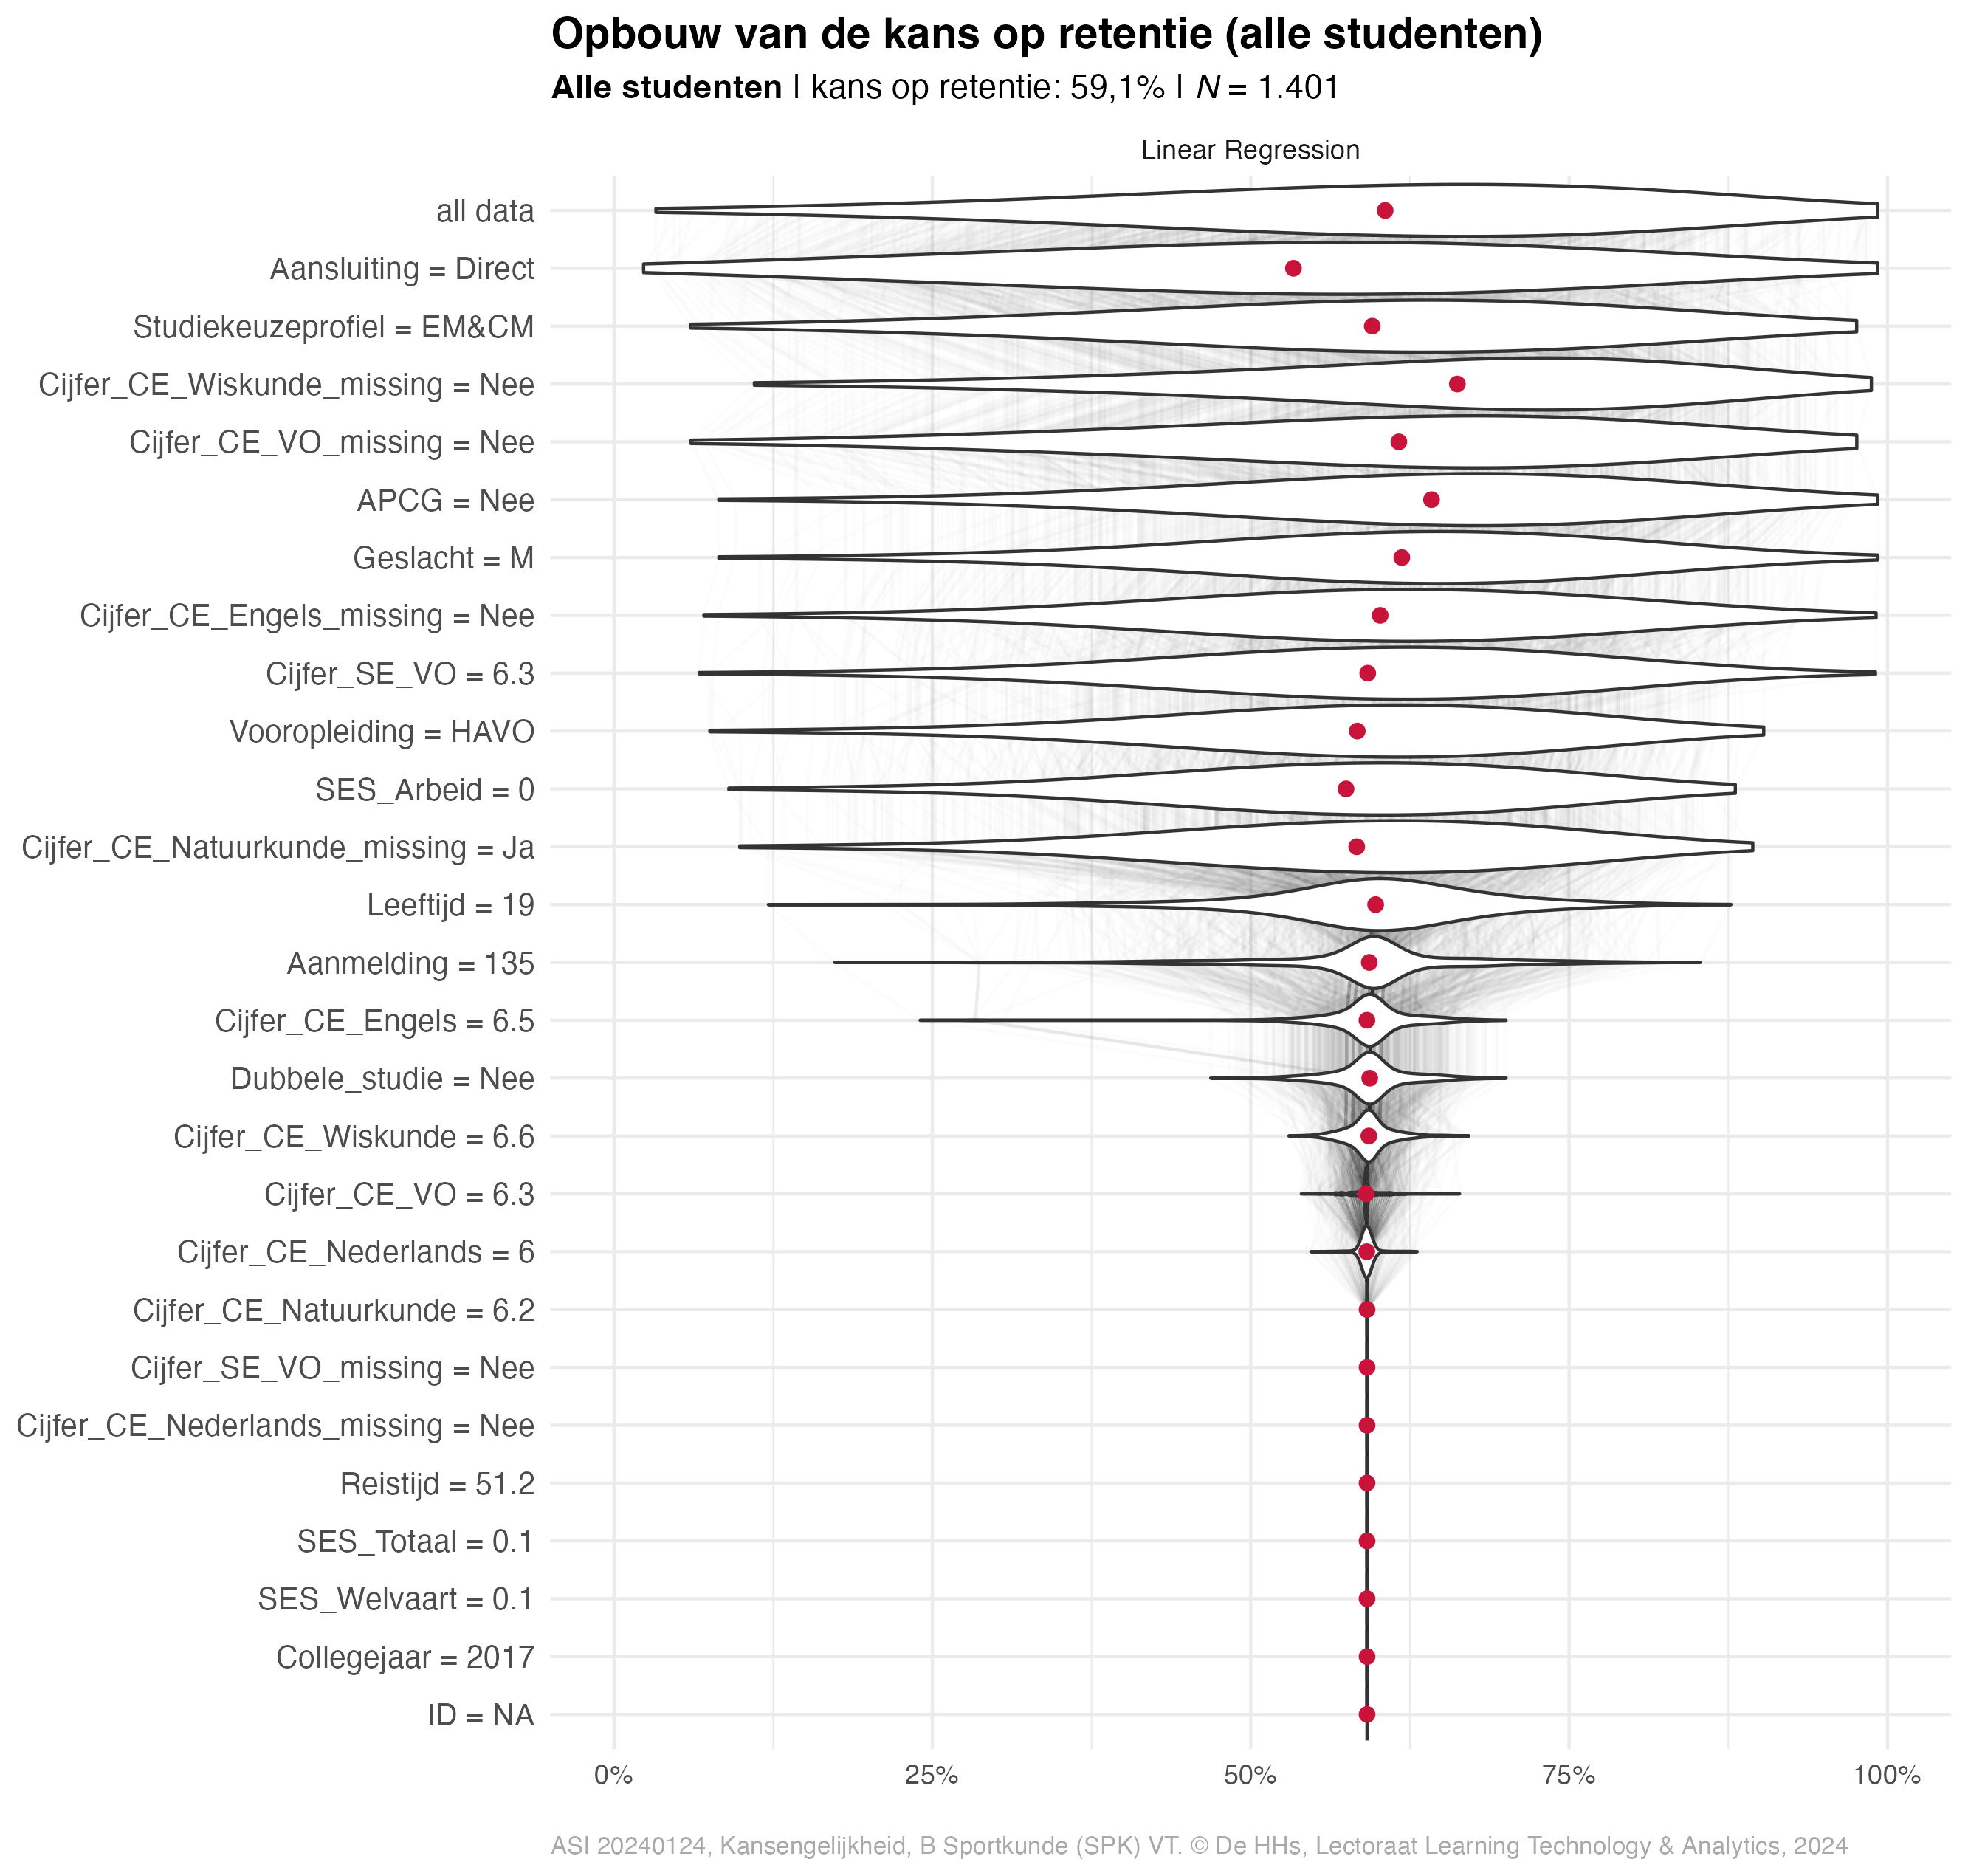 Opbouw van de kans op retentie (alle studenten)
Alle studenten | kans op retentie: 59,1% | N = 1.401
Linear Regression
all data
Aansluiting = Direct
Studiekeuzeprofiel = EM&CM
Cijfer_CE_Wiskunde_missing = Nee
Cijfer_CE_VO_missing = Nee
APCG = Nee
Geslacht = M
Cijfer_CE_Engels_missing = Nee
Cijfer_SE_VO = 6.3
Vooropleiding = HAVO
SES_Arbeid = 0
Cijfer_CE_Natuurkunde_missing = Ja
Leeftijd = 19
Aanmelding = 135
Cijfer_CE_Engels = 6.5
Dubbele_studie = Nee
Cijfer_CE_Wiskunde = 6.6
Cijfer_CE_VO = 6.3
Cijfer_CE_Nederlands = 6
Cijfer_CE_Natuurkunde = 6.2
Cijfer_SE_VO_missing = Nee
Cijfer_CE_Nederlands_missing = Nee
Reistijd = 51.2
SES_Totaal = 0.1
SES_Welvaart = 0.1
Collegejaar = 2017
ID = NA
0% 25% 50% 75% 100%
ASI 20240124, Kansengelijkheid, B Sportkunde (SPK) VT. © De HHs, Lectoraat Learning Technology & Analytics, 2024